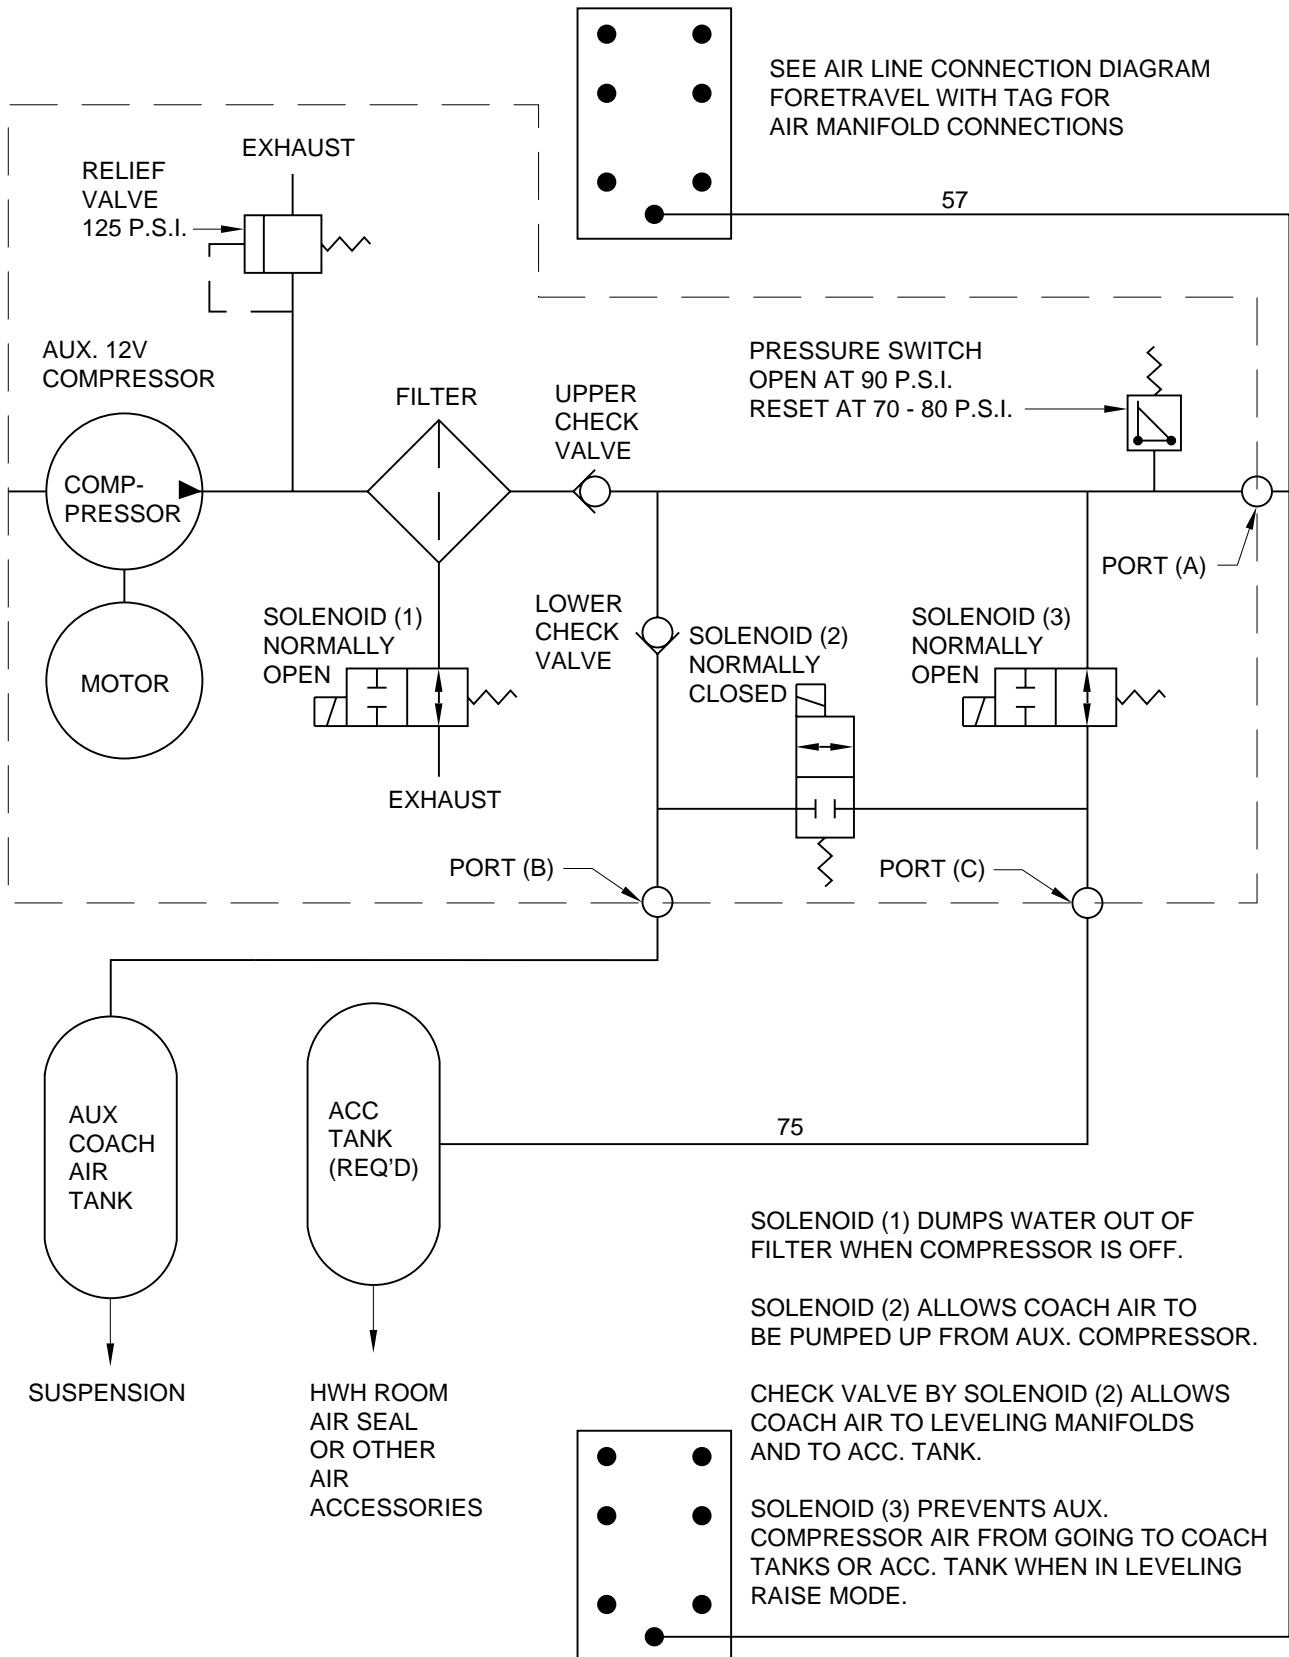 SEE AIR LINE CONNECTION DIAGRAM
FORETRAVEL WITH TAG FOR
AIR MANIFOLD CONNECTIONS
57
EXHAUST
RELIEF
VALVE
125 P.S.I.
AUX. 12V
COMPRESSOR
COMP-
PRESSOR
MOTOR
FILTER
UPPER
CHECK
VALVE
PRESSURE SWITCH
OPEN AT 90 P.S.I.
RESET AT 70 - 80 P.S.I.
PORT (A)
SOLENOID (1)
NORMALLY
OPEN
EXHAUST
LOWER
CHECK
VALVE
SOLENOID (2)
NORMALLY
CLOSED
SOLENOID (3)
NORMALLY
OPEN
PORT (B)
PORT (C)
AUX
COACH
AIR
TANK
ACC
TANK
(REQ'D)
75
SUSPENSION
HWH ROOM
AIR SEAL
OR OTHER
AIR
ACCESSORIES
SOLENOID (1) DUMPS WATER OUT OF
FILTER WHEN COMPRESSOR IS OFF.
SOLENOID (2) ALLOWS COACH AIR TO
BE PUMPED UP FROM AUX. COMPRESSOR.
CHECK VALVE BY SOLENOID (2) ALLOWS
COACH AIR TO LEVELING MANIFOLDS
AND TO ACC. TANK.
SOLENOID (3) PREVENTS AUX.
COMPRESSOR AIR FROM GOING TO COACH
TANKS OR ACC. TANK WHEN IN LEVELING
RAISE MODE.